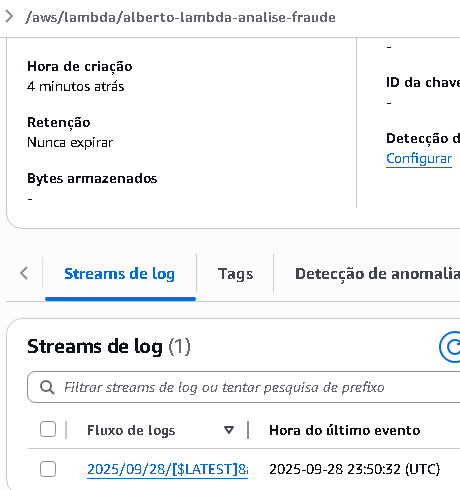 /aws/lambda/alberto-lambda-analise-fraude
-
Hora de criação
4 minutos atrás
ID da chave
-
Retenção
Nunca expirar
Detecção d
Configurar
Bytes armazenados
-
Streams de log
Tags
Detecção de anomalia
Streams de log (1)
Filtrar streams de log ou tentar pesquisa de prefixo
Fluxo de logs
Hora do último evento
2025/09/28/[$LATEST]8
2025-09-28 23:50:32 (UTC)